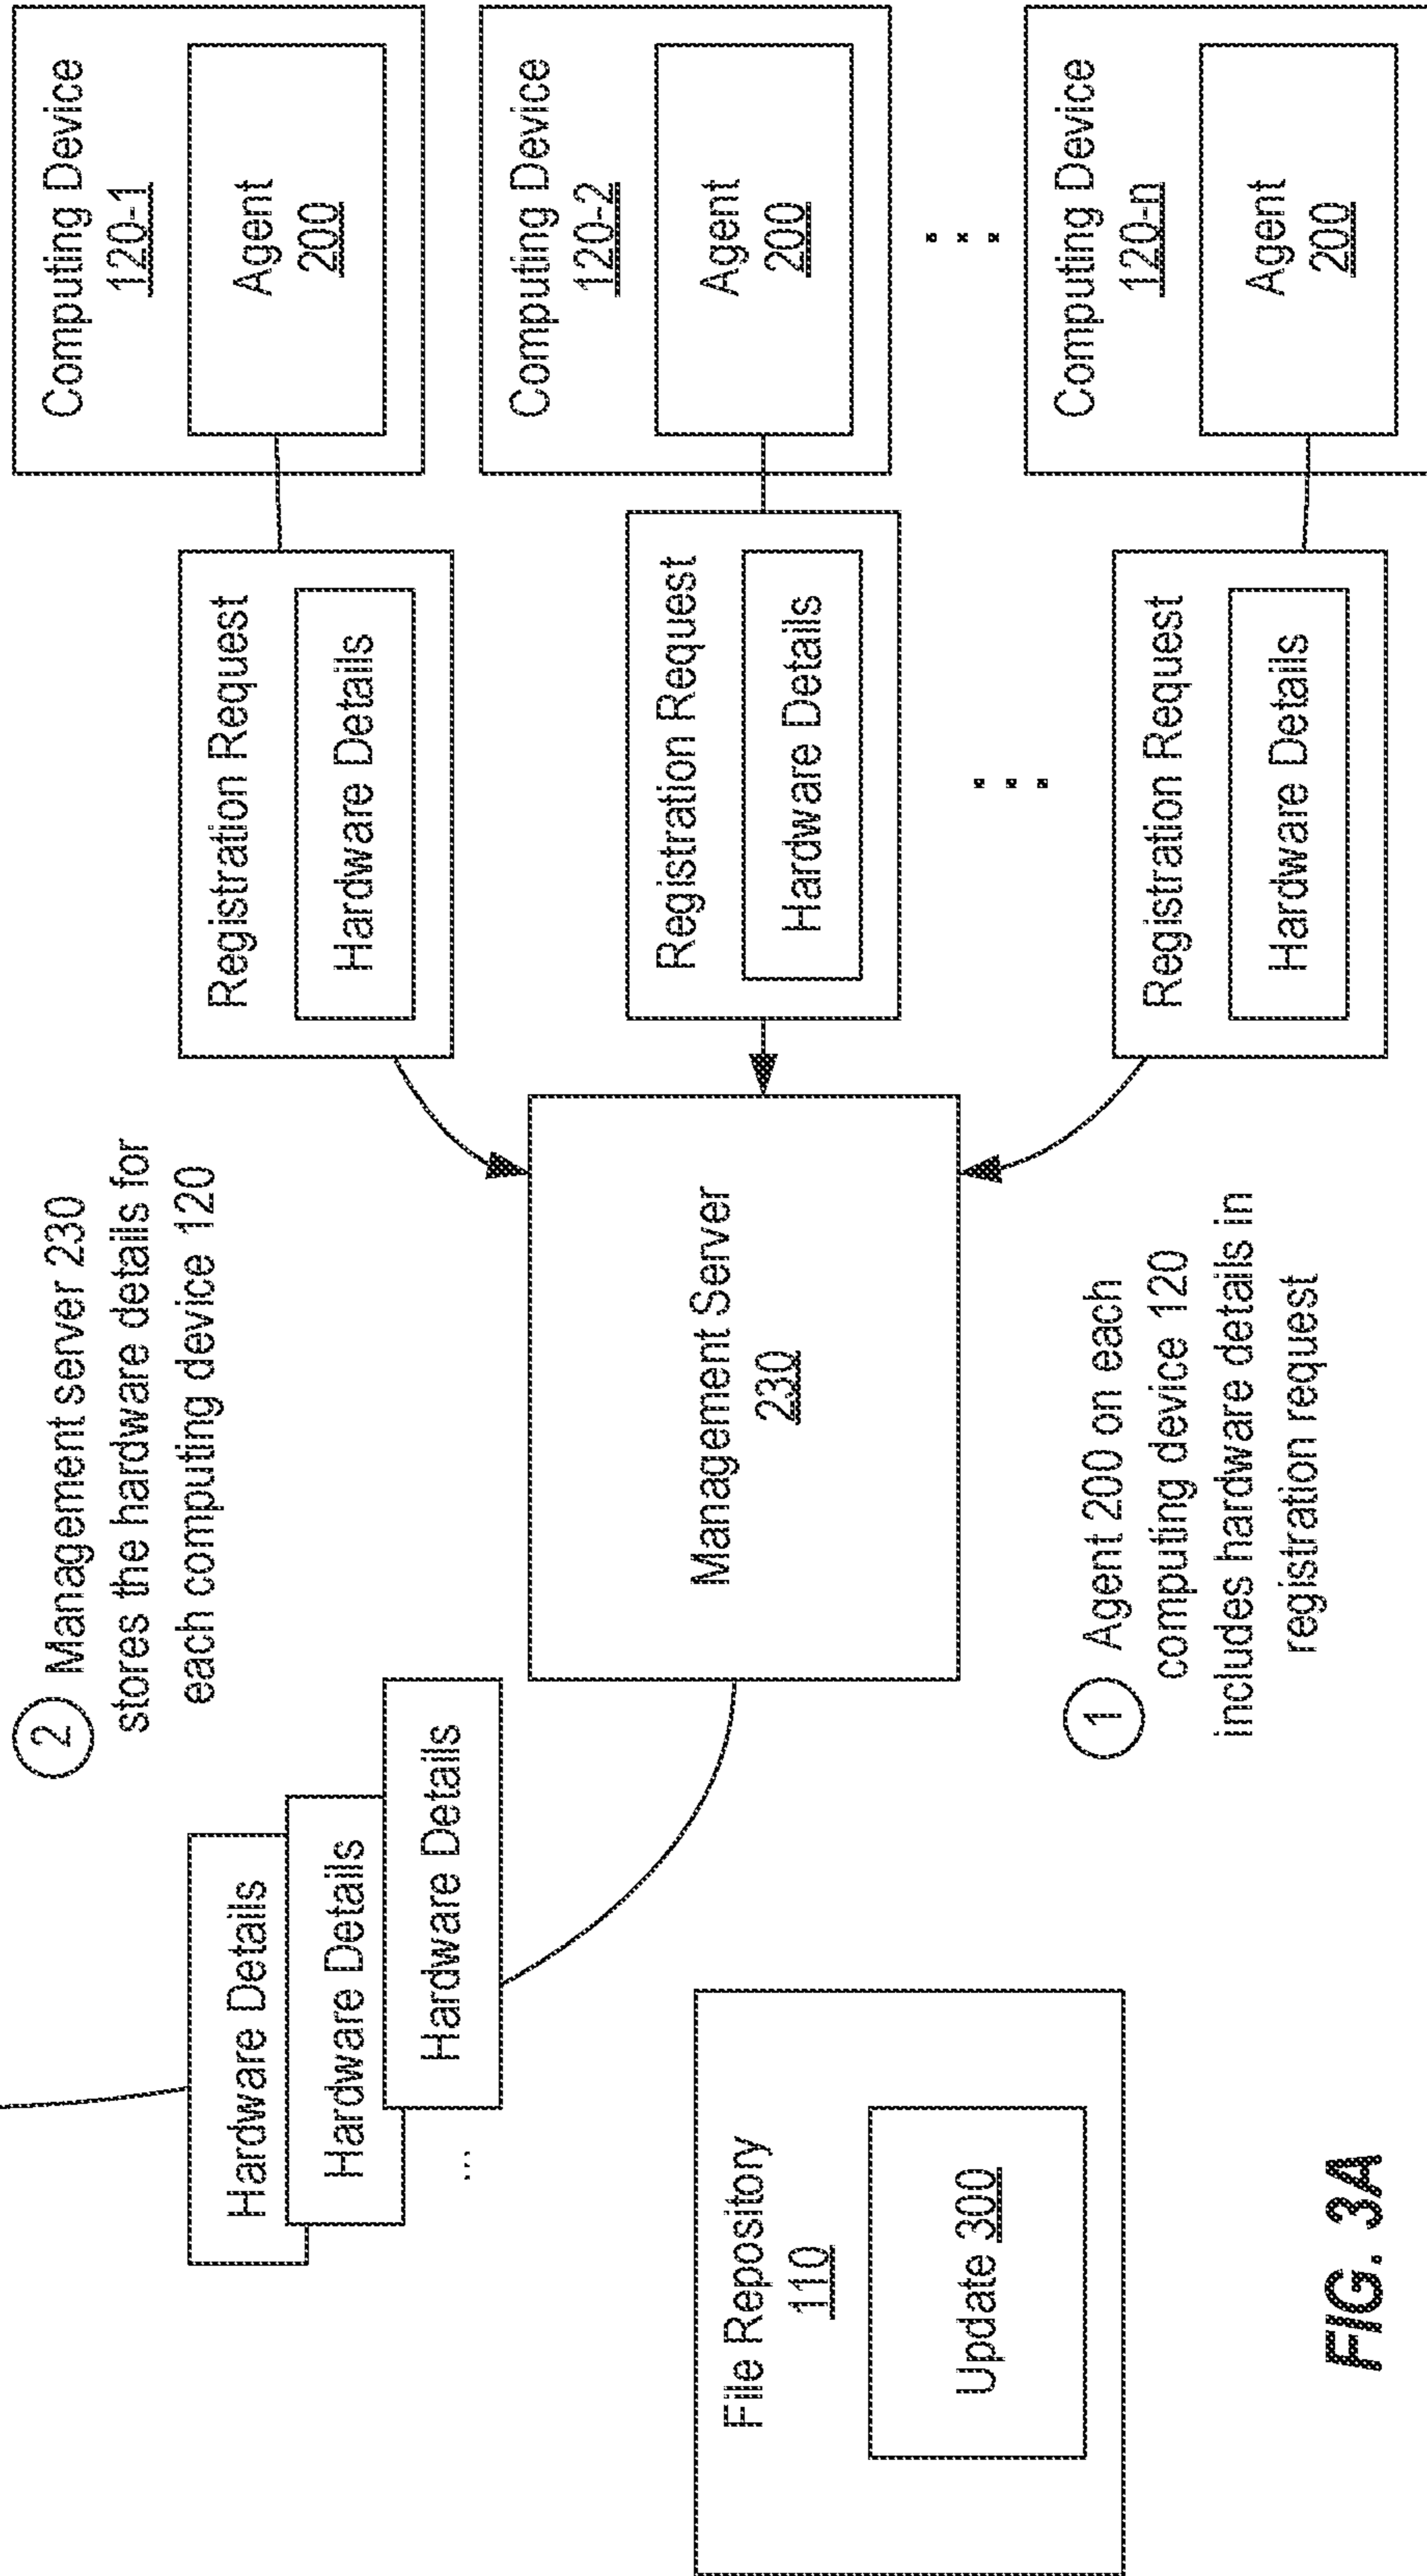 2 Management server 230
stores the hardware details for
each computing device 120
Hardware Details
Hardware Details
Hardware Details
...
File Repository
110
Update 300
Management Server
230
1 Agent 200 on each
computing device 120
includes hardware details in
registration request
Registration Request
Hardware Details
Registration Request
Hardware Details
...
Registration Request
Hardware Details
Computing Device
120-1
Agent
200
Computing Device
120-2
Agent
200
...
Computing Device
120-n
Agent
200
FIG. 3A